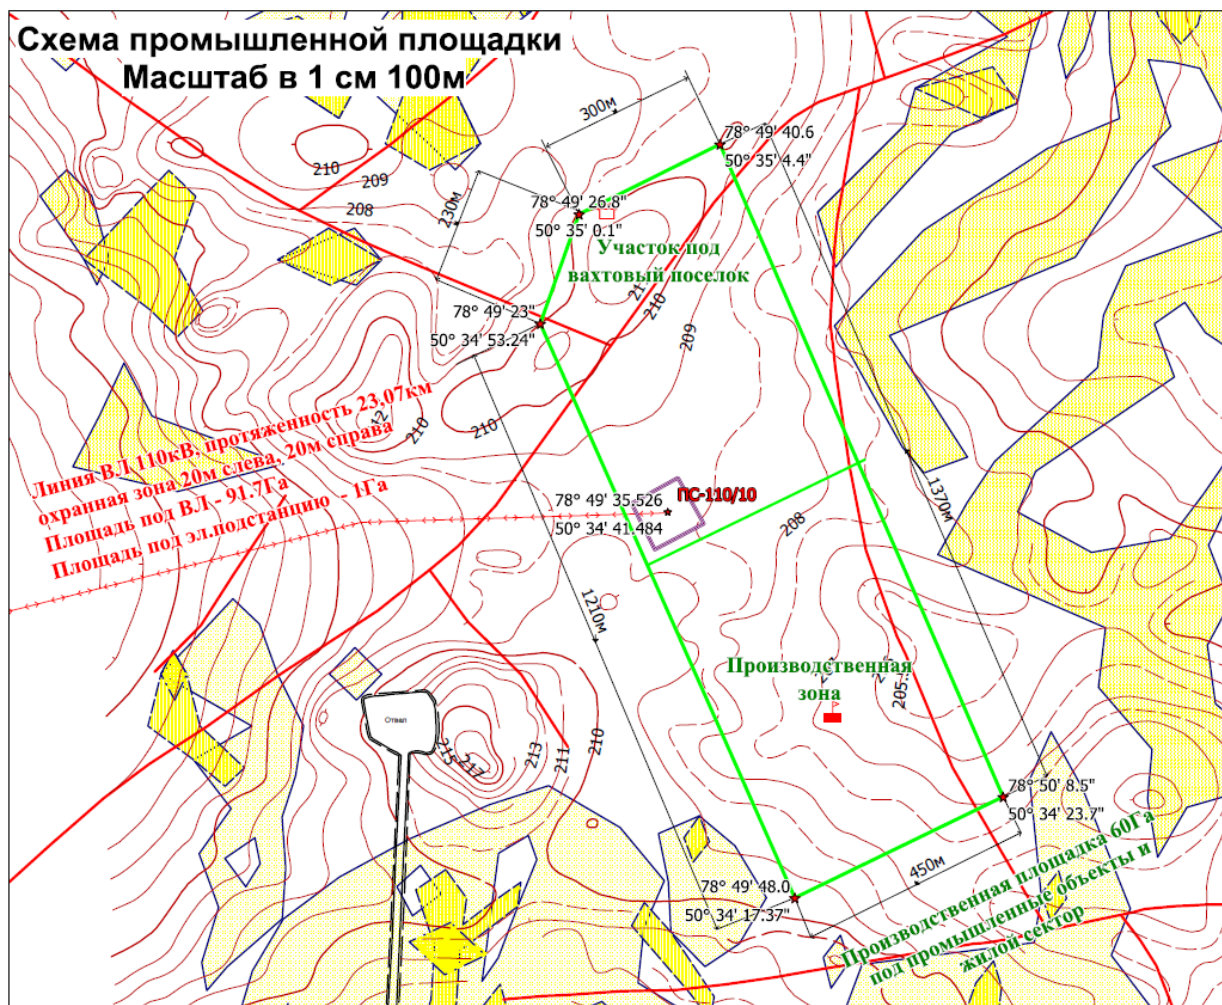 Схема промышленной площадки
Масштаб в 1 см 100м
300м
78° 49' 40.6
50° 35' 4.4"
210
209
208
230м
78° 49' 26.8"
50° 35' 0.1"
Участок под
вахтовый поселок
210
209
78° 49' 23"
50° 34' 53.24"
210
210
Линия ВЛ 110кВ, протяженность 23,07км
охранная зона 20м слева, 20м справа
Площадь под ВЛ - 91.7Га
Площадь под эл.подстанцию - 1Га
78° 49' 35.526
50° 34' 41.484
ПС-110/10
208
1370м
1210м
Производственная
зона
205.
Отвал
215
217
213
211
210
78° 50' 8.5"
50° 34' 23.7"
450м
78° 49' 48.0
50° 34' 17.37"
Производственная площадка 60Га
под промышленные объекты и
жилой сектор